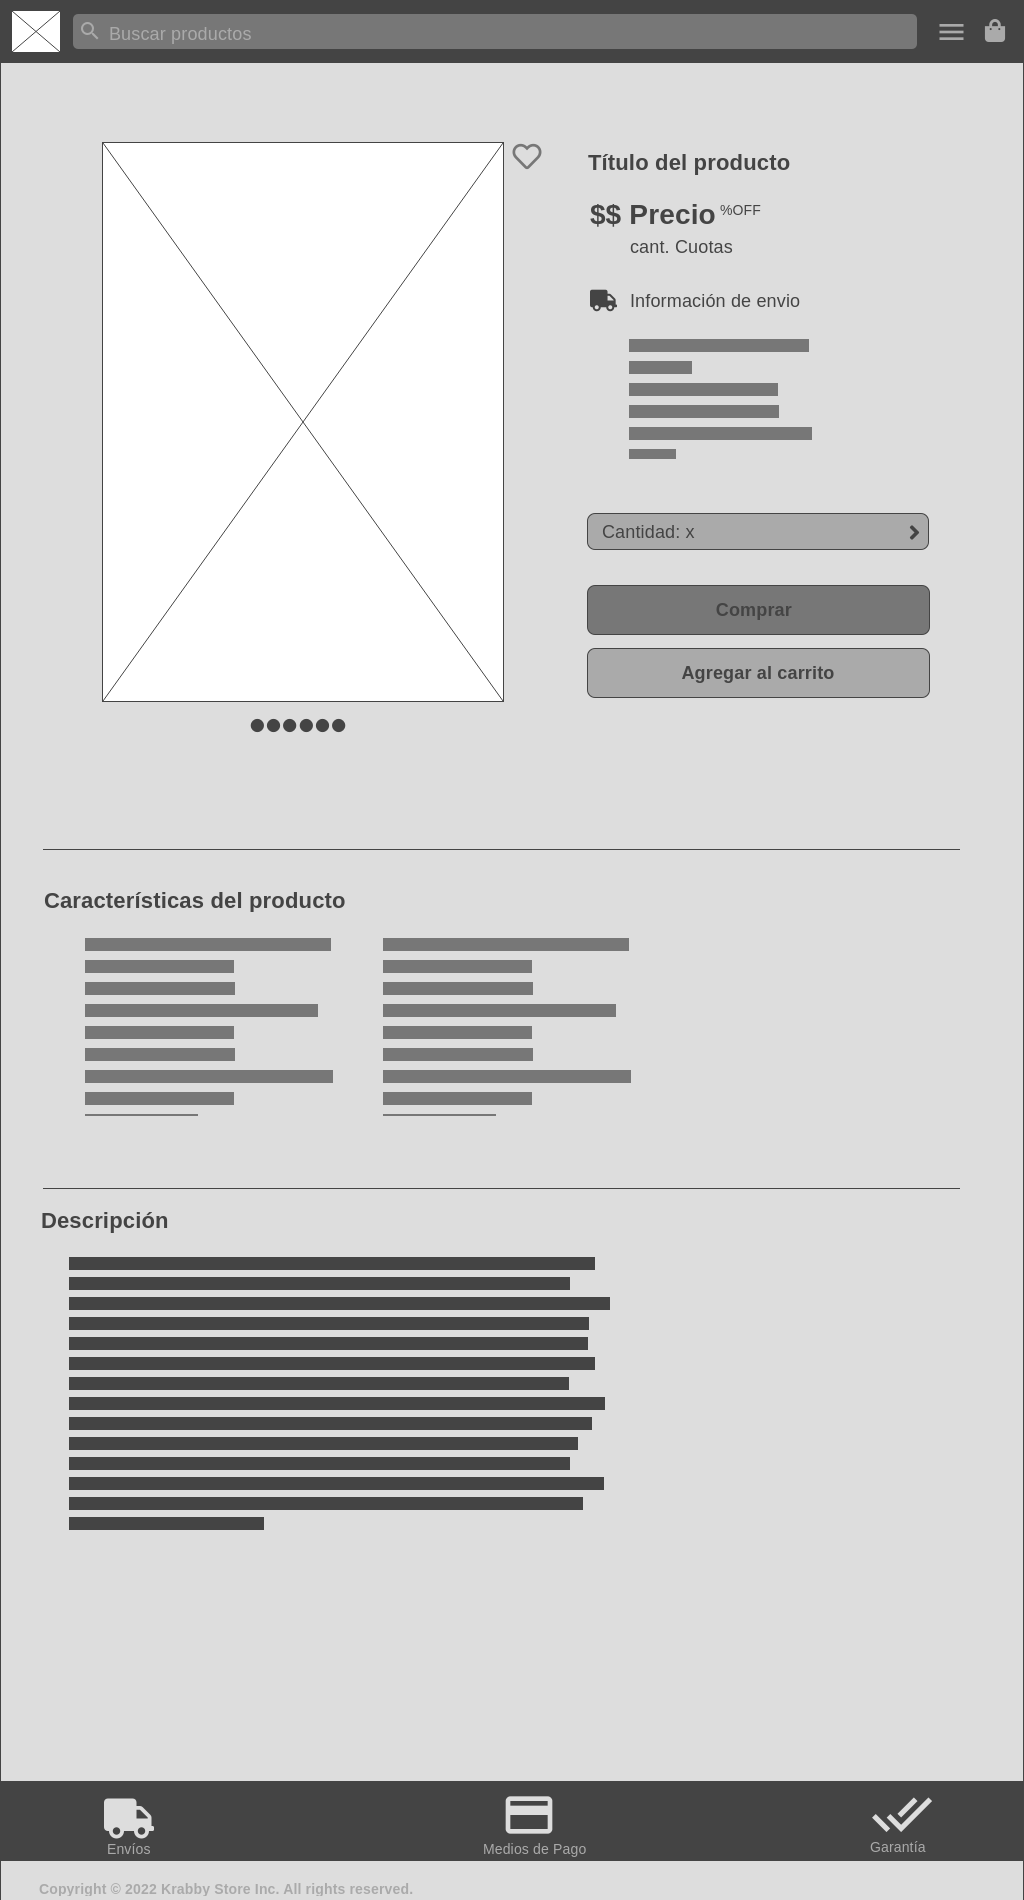 Buscar productos
Título del producto
$$ Precio %OFF
cant. Cuotas
Información de envio
Cantidad: x
Comprar
Agregar al carrito
Características del producto
Descripción
Envíos
Medios de Pago
Garantía
Copyright © 2022 Krabby Store Inc. All rights reserved.